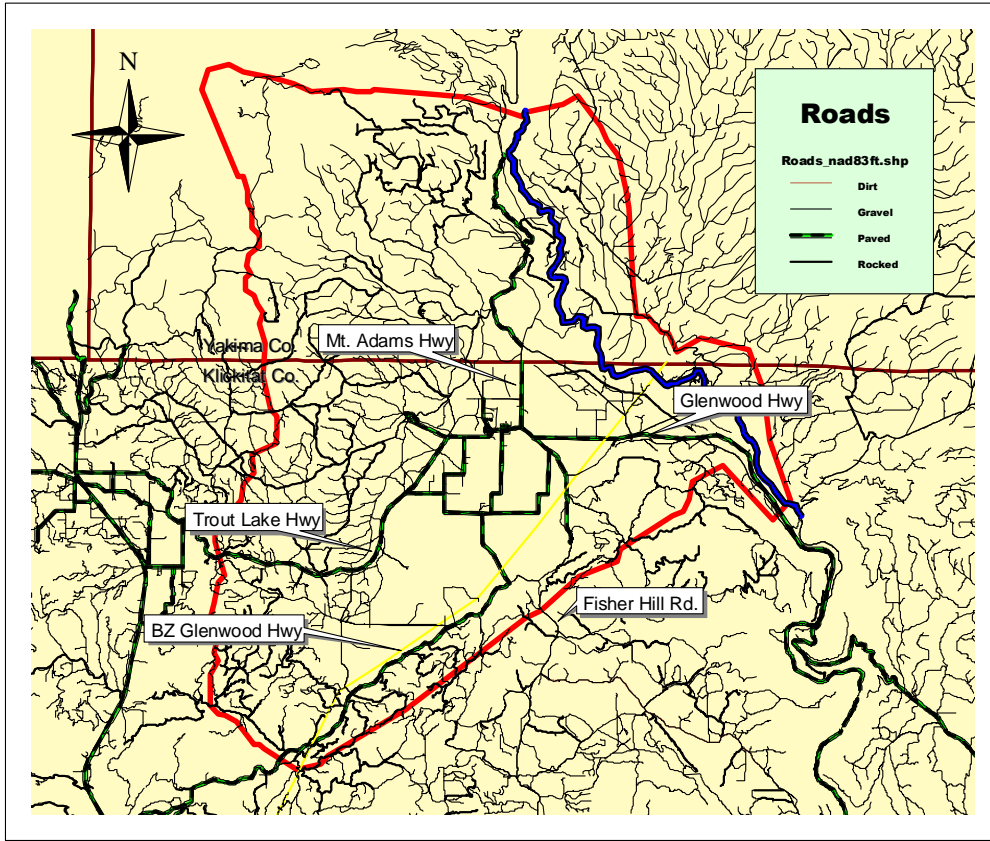 N
Roads
Roads_nad83ft.shp
Dirt
Gravel
Paved
Rocked
Yakima Co.
Klickitat Co.
Mt. Adams Hwy
Glenwood Hwy
Trout Lake Hwy
Fisher Hill Rd.
BZ Glenwood Hwy